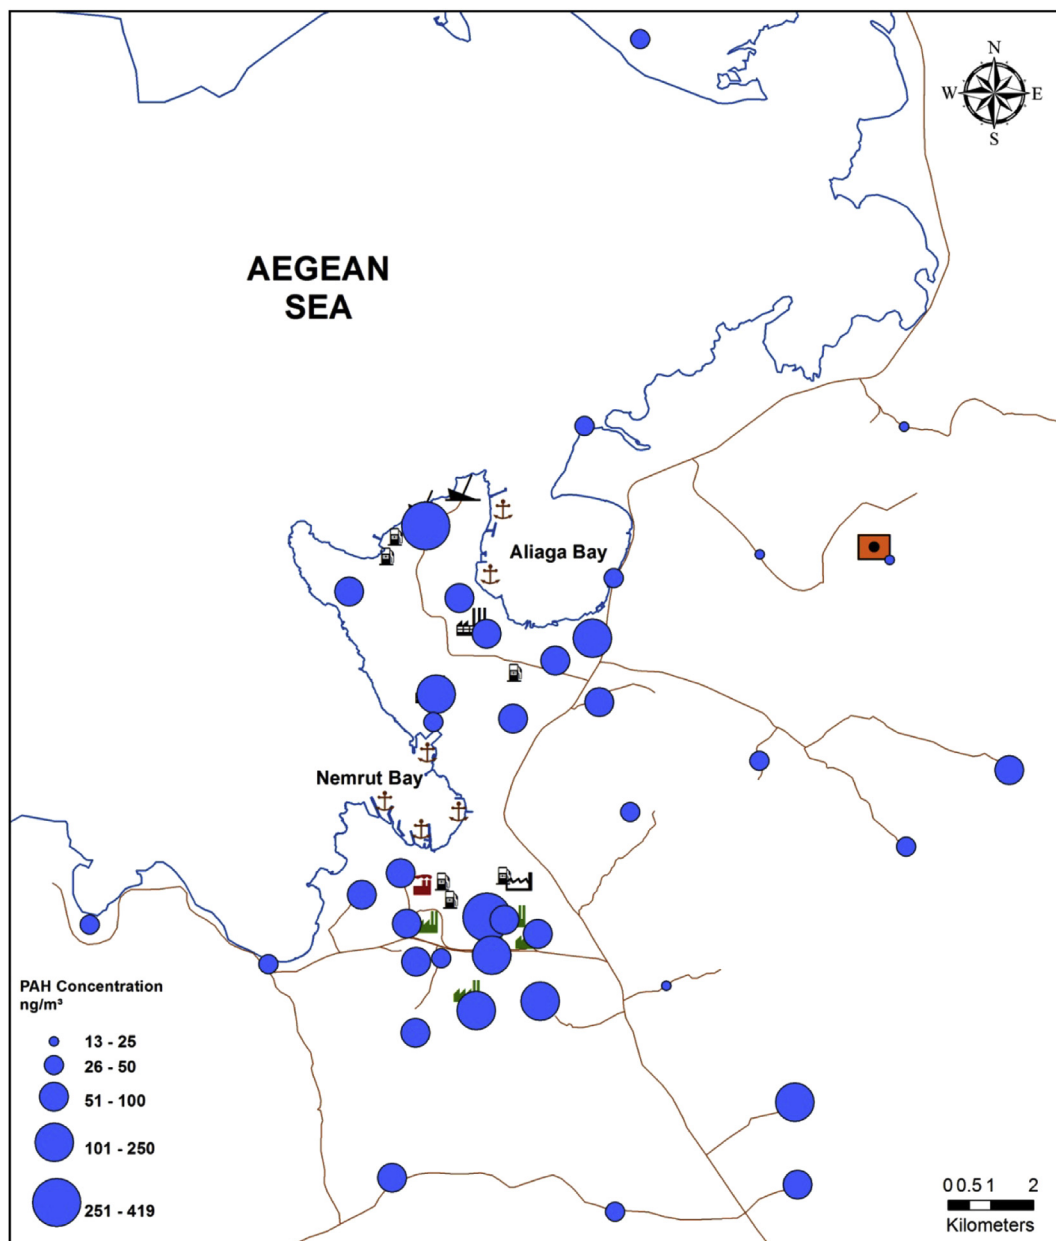 N
W E
S
AEGEAN
SEA
Aliaga Bay
Nemrut Bay
PAH Concentration
ng/m³
13 - 25
26 - 50
51 - 100
101 - 250
251 - 419
0 0.5 1 2
Kilometers